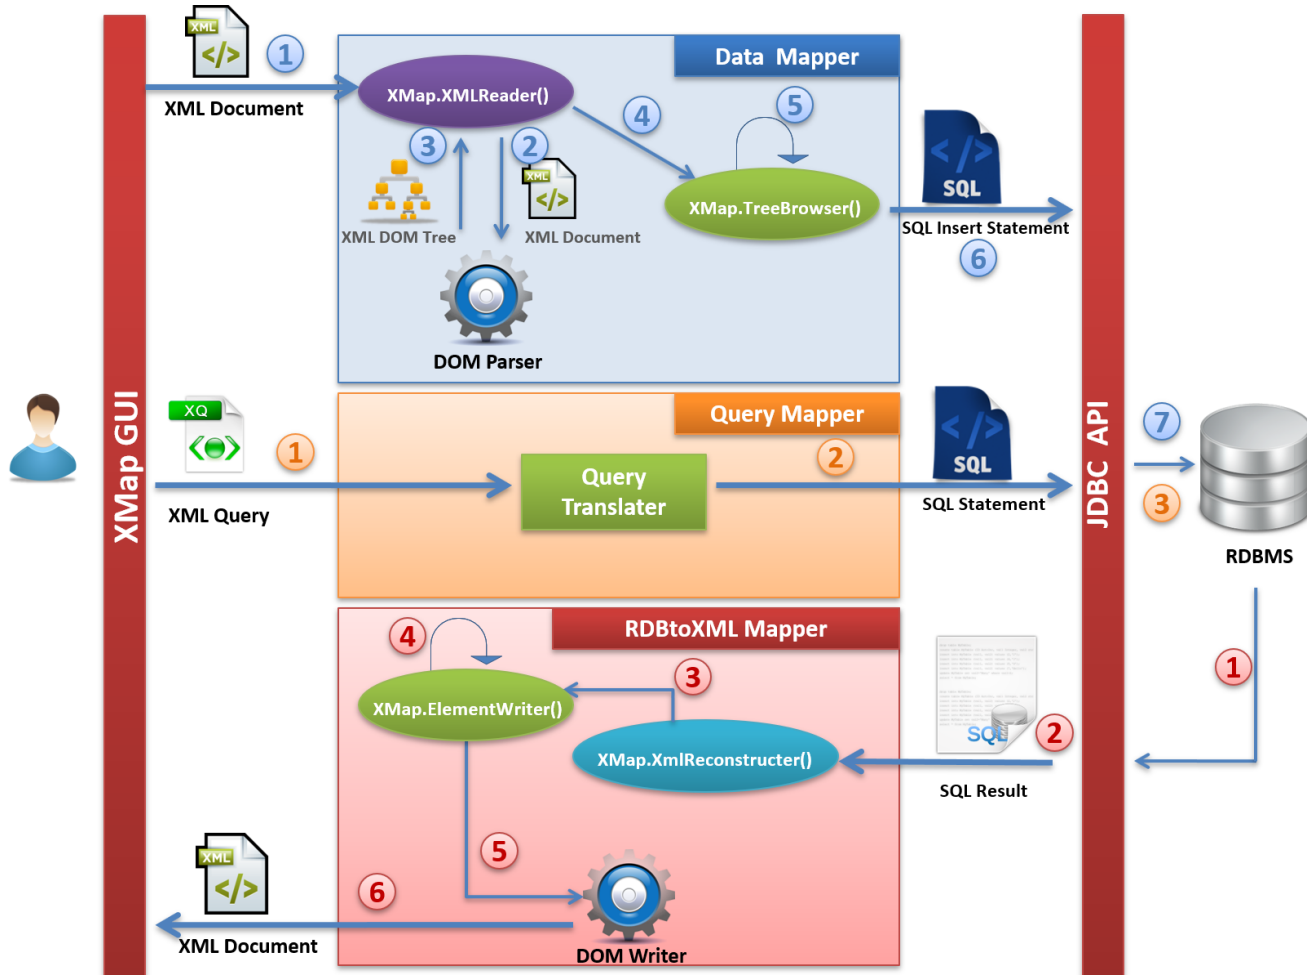 XML
</>
1
XML Document
Data Mapper
XMap.XMLReader()
3
2
4
5
XML
</>
XMap.TreeBrowser()
XML DOM Tree
XML Document
DOM Parser
</>
SQL
SQL Insert Statement
6
XMap GUI
XQ
1
XML Query
Query Mapper
2
Query
Translater
</>
SQL
SQL Statement
JDBC API
7
3
RDBMS
RDBtoXML Mapper
4
3
XMap.ElementWriter()
XMap.XmlReconstructer()
SQL
2
1
SQL Result
5
6
XML
</>
XML Document
DOM Writer